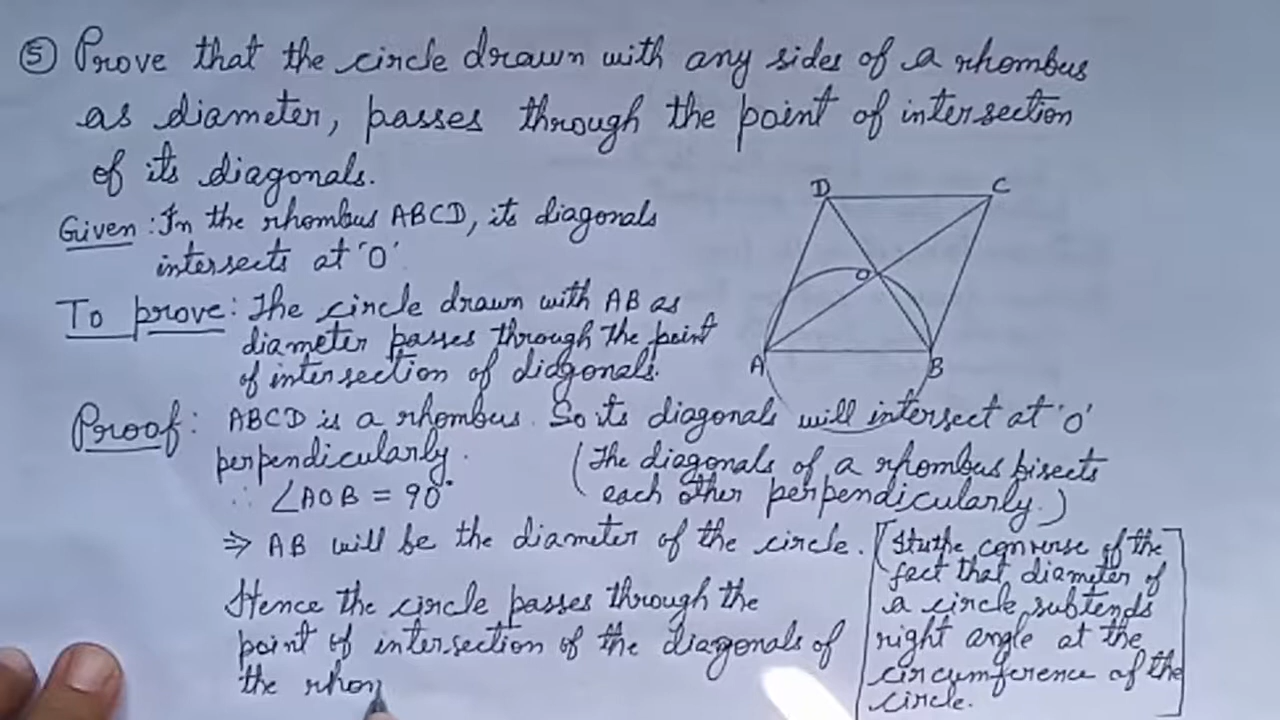 ⑤ Prove that the circle drawn with any sides of a rhombus
as diameter, passes through the point of intersection
of its diagonals.
Given: In the rhombus ABCD, its diagonals
intersects at 'O'
To prove: The circle drawn with AB as
diameter passes through the point
of intersection of diagonals.
D
C
O
A
B
Proof: ABCD is a rhombus. So its diagonals will intersect at 'O'
perpendicularly. (The diagonals of a rhombus bisects
∴ ∠AOB = 90° each other perpendicularly.)
⇒ AB will be the diameter of the circle.
Hence the circle passes through the
point of intersection of the diagonals of
the rhom
[ the converse of the
fact that diameter of
a circle subtends
right angle at the
circumference of the
circle. ]